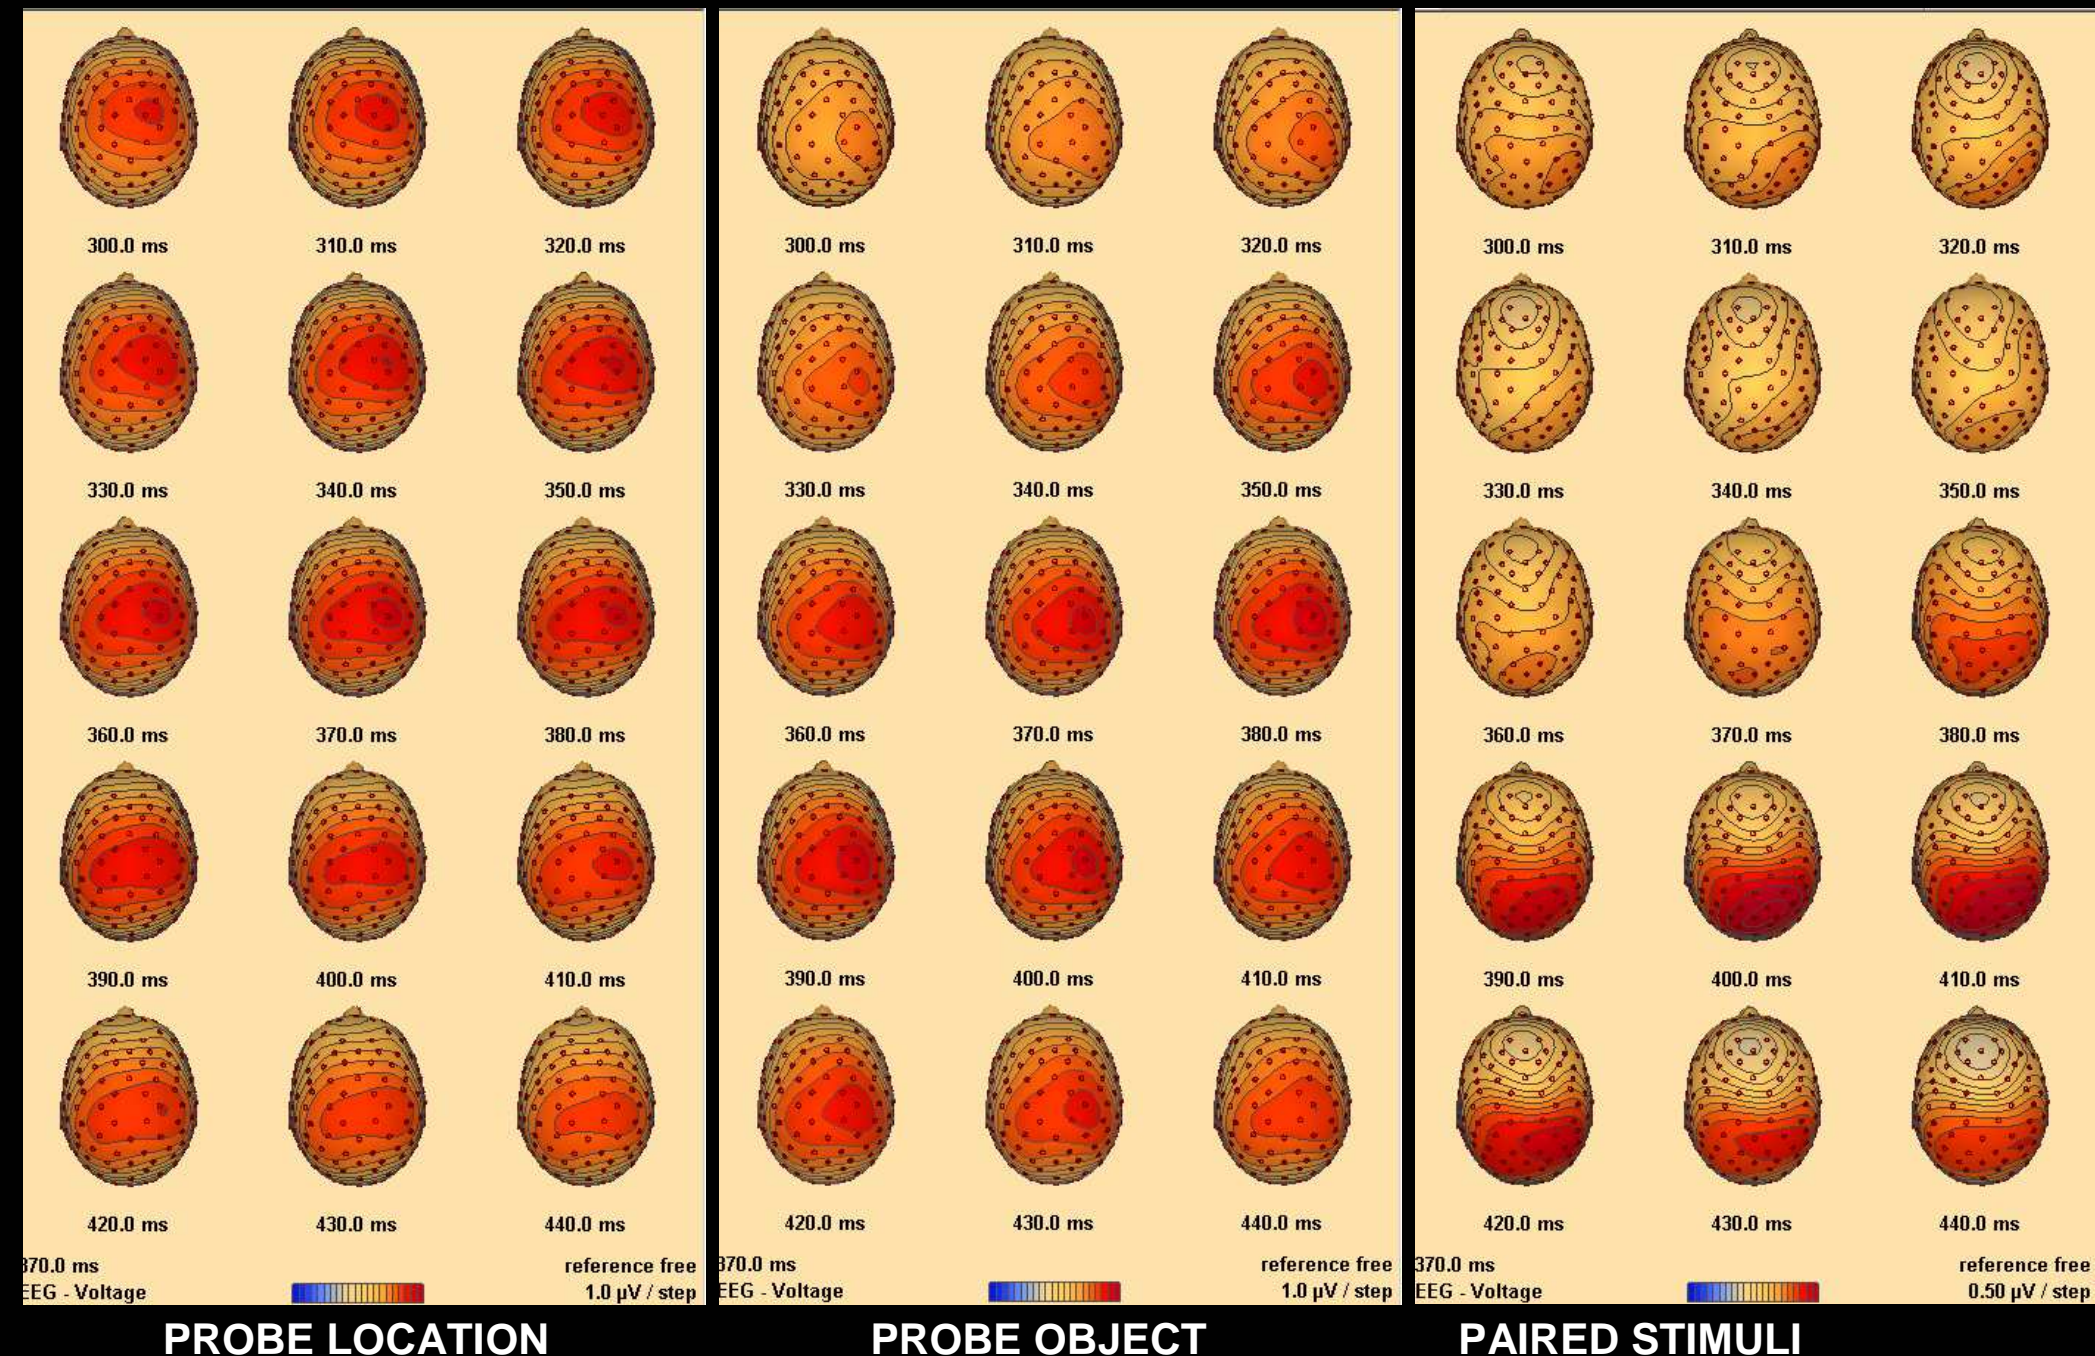 300.0 ms 310.0 ms 320.0 ms
330.0 ms 340.0 ms 350.0 ms
360.0 ms 370.0 ms 380.0 ms
390.0 ms 400.0 ms 410.0 ms
420.0 ms 430.0 ms 440.0 ms
370.0 ms reference free
EEG - Voltage 1.0 µV / step
PROBE LOCATION
300.0 ms 310.0 ms 320.0 ms
330.0 ms 340.0 ms 350.0 ms
360.0 ms 370.0 ms 380.0 ms
390.0 ms 400.0 ms 410.0 ms
420.0 ms 430.0 ms 440.0 ms
370.0 ms reference free
EEG - Voltage 1.0 µV / step
PROBE OBJECT
300.0 ms 310.0 ms 320.0 ms
330.0 ms 340.0 ms 350.0 ms
360.0 ms 370.0 ms 380.0 ms
390.0 ms 400.0 ms 410.0 ms
420.0 ms 430.0 ms 440.0 ms
370.0 ms reference free
EEG - Voltage 0.50 µV / step
PAIRED STIMULI